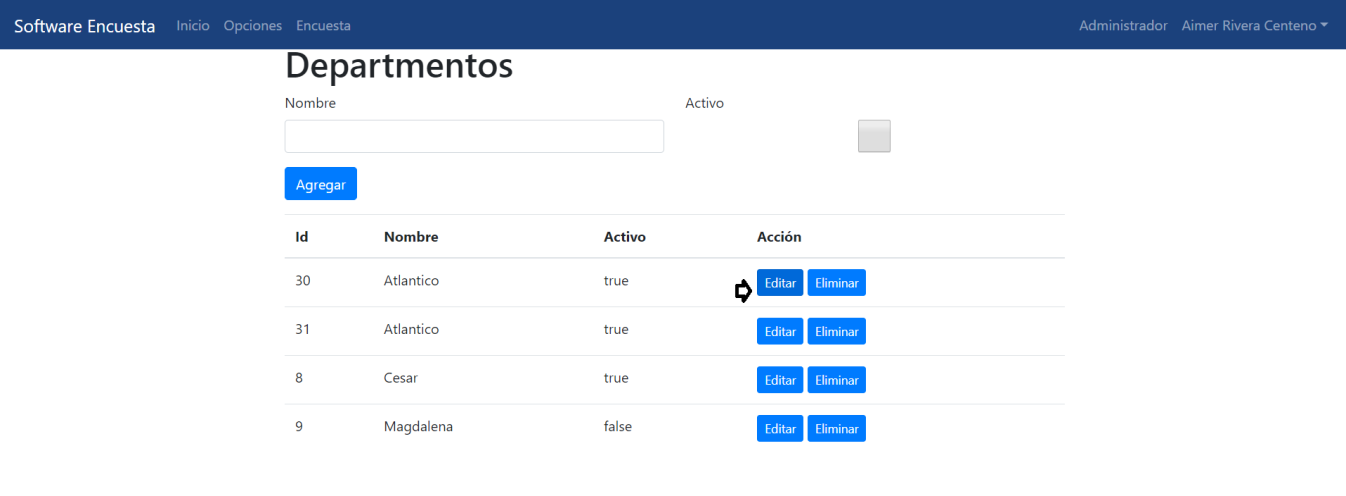 Software Encuesta Inicio Opciones Encuesta Administrador Aimer Rivera Centeno
Departmentos
Nombre Activo
Agregar
Id Nombre Activo Acción
30 Atlantico true Editar Eliminar
31 Atlantico true Editar Eliminar
8 Cesar true Editar Eliminar
9 Magdalena false Editar Eliminar